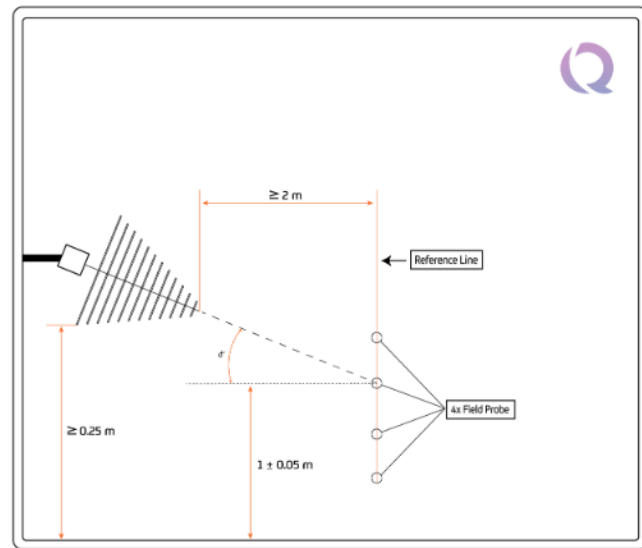 ≥ 2 m
Reference Line
4x Field Probe
≥ 0.25 m
1 ± 0.05 m